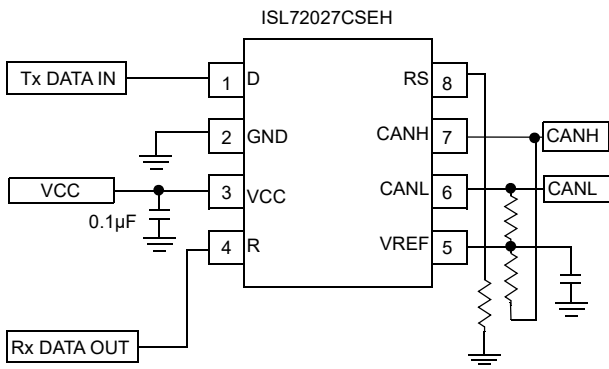 ISL72027CSEH
Tx DATA IN
1
D
RS
8
2
GND
CANH
7
CANH
VCC
3
VCC
CANL
6
CANL
0.1µF
4
R
VREF
5
Rx DATA OUT